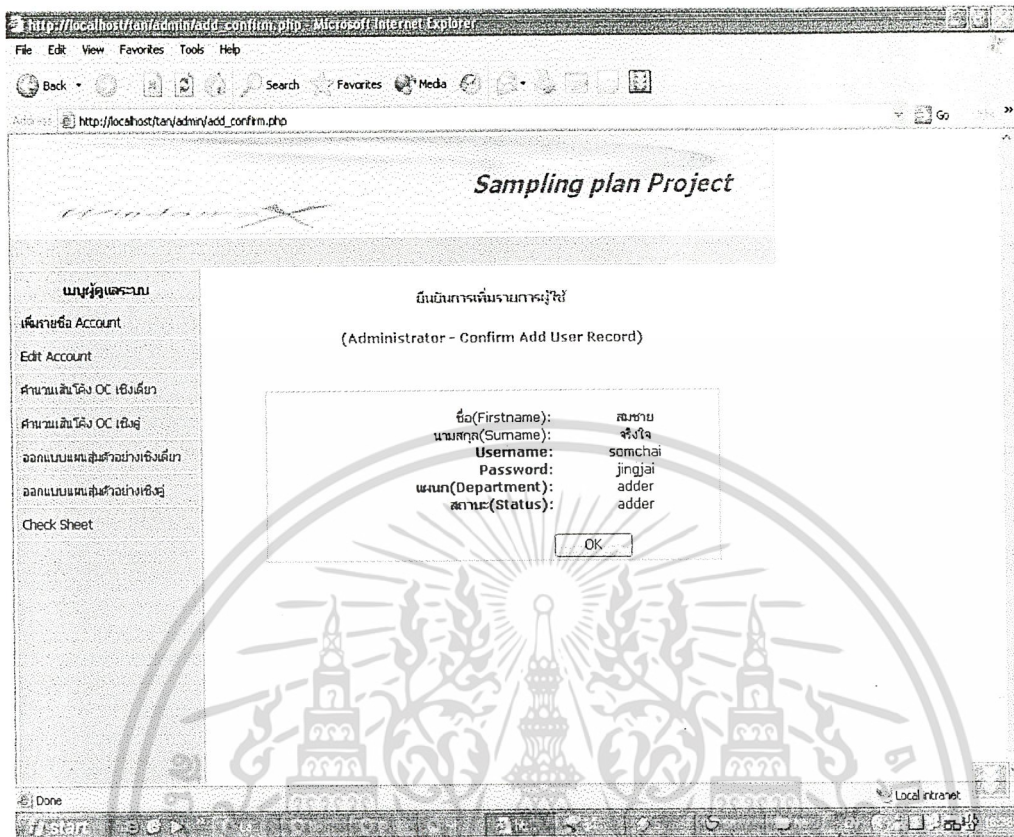 http://localhost/tan/admin/add_confirm.php - Microsoft Internet Explorer
File Edit View Favorites Tools Help
Back Search Favorites Media
Address http://localhost/tan/admin/add_confirm.php Go
Sampling plan Project
Windows
เมนูผู้ดูแลระบบ
เพิ่มรายชื่อ Account
Edit Account
คำนวณเส้นโค้ง OC เชิงเดี่ยว
คำนวณเส้นโค้ง OC เชิงคู่
ออกแบบแผนสุ่มตัวอย่างเชิงเดี่ยว
ออกแบบแผนสุ่มตัวอย่างเชิงคู่
Check Sheet
ยืนยันการเพิ่มรายการผู้ใช้
(Administrator - Confirm Add User Record)
ชื่อ(Firstname): สมชาย
นามสกุล(Surname): จริงใจ
Username: somchai
Password: jingjai
แผนก(Department): adder
สถานะ(Status): adder
OK
Done Local intranet
start